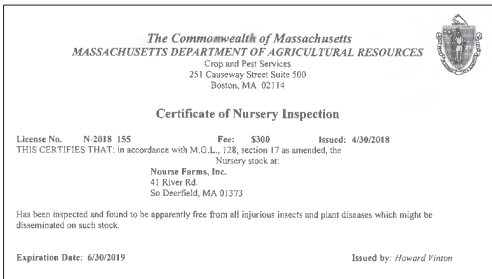 The Commonwealth of Massachusetts
MASSACHUSETTS DEPARTMENT OF AGRICULTURAL RESOURCES
Crop and Pest Services
251 Causeway Street Suite 500
Boston, MA 02114
Certificate of Nursery Inspection
License No. N-2018 155 Fee: $300 Issued: 4/30/2018
THIS CERTIFIES THAT: in accordance with M.G.L., 128, section 17 as amended, the
Nursery stock at:
Nourse Farms, Inc.
41 River Rd.
So Deerfield, MA 01373
Has been inspected and found to be apparently free from all injurious insects and plant diseases which might be
disseminated on such stock.
Expiration Date: 6/30/2019 Issued by: Howard Vinton